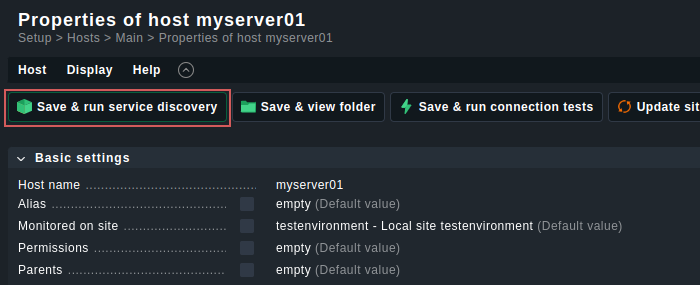 Properties of host myserver01
Setup > Hosts > Main > Properties of host myserver01
Host Display Help
Save & run service discovery Save & view folder Save & run connection tests Update sit
Basic settings
Host name myserver01
Alias empty (Default value)
Monitored on site testenvironment - Local site testenvironment (Default value)
Permissions empty (Default value)
Parents empty (Default value)